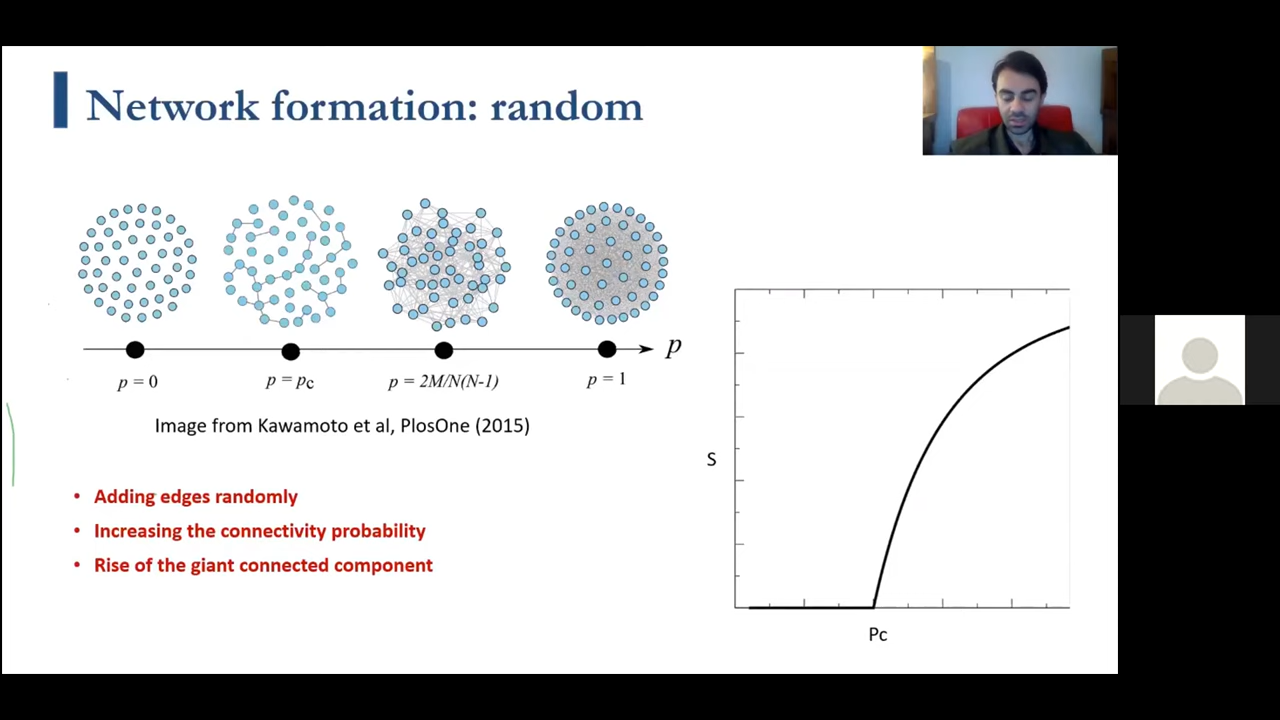 Network formation: random
p
p = 0
p = pc
p = 2M/N(N-1)
p = 1
Image from Kawamoto et al, PlosOne (2015)
• Adding edges randomly
• Increasing the connectivity probability
• Rise of the giant connected component
S
Pc